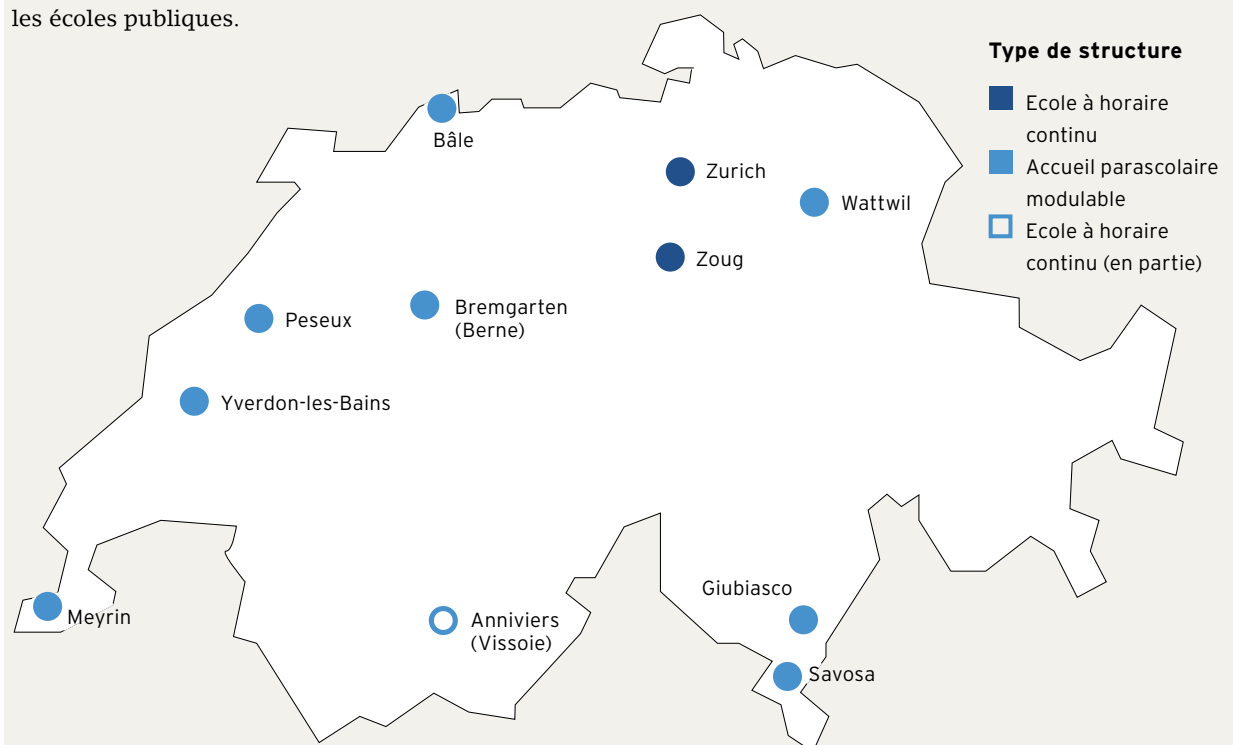 les écoles publiques.
Type de structure
Ecole à horaire
continu
Accueil parascolaire
modulable
Ecole à horaire
continu (en partie)
Bâle
Zurich
Wattwil
Zoug
Bremgarten
(Berne)
Peseux
Yverdon-les-Bains
Giubiasco
Meyrin
Anniviers
(Vissoie)
Savosa